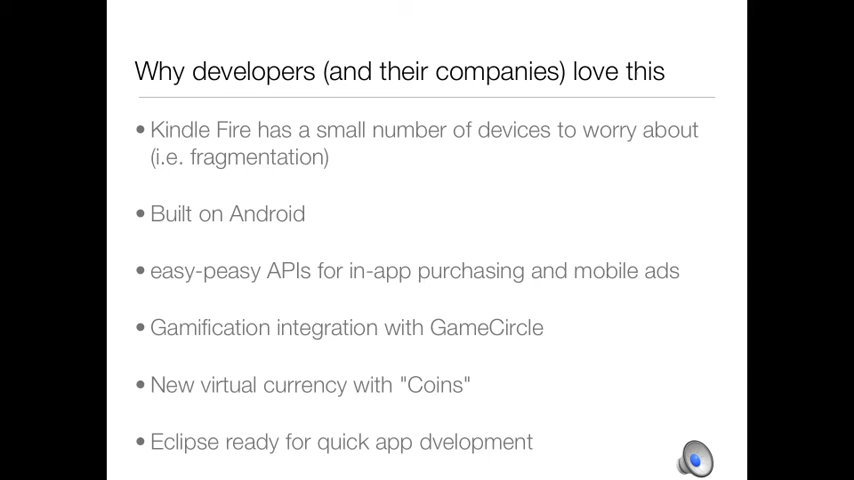 Why developers (and their companies) love this
• Kindle Fire has a small number of devices to worry about
(i.e. fragmentation)
• Built on Android
• easy-peasy APIs for in-app purchasing and mobile ads
• Gamification integration with GameCircle
• New virtual currency with "Coins"
• Eclipse ready for quick app dvelopment